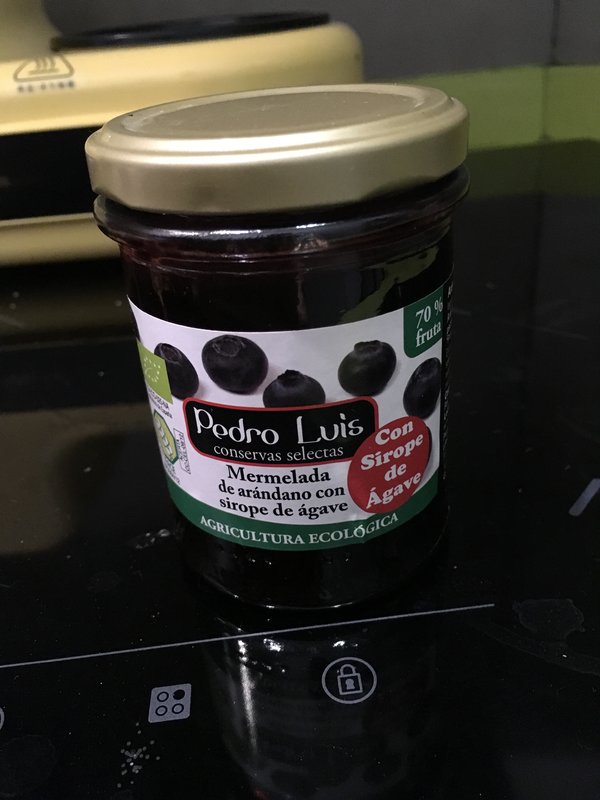 70 %
fruta
Pedro Luis
conservas selectas
Con
Sirope
de
Ágave
Mermelada
de arándano con
sirope de ágave
AGRICULTURA ECOLÓGICA